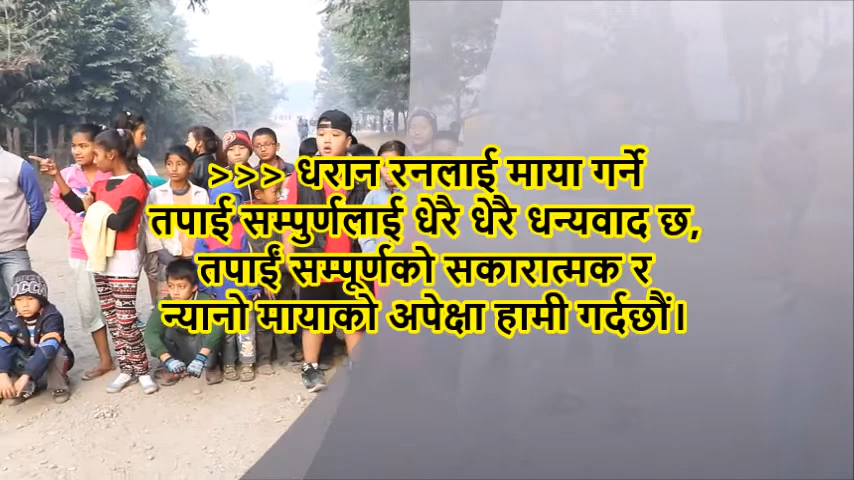 >>> धरान रनलाई माया गर्ने
तपाई सम्पुर्णलाई धेरै धेरै धन्यवाद छ,
तपाईं सम्पूर्णको सकारात्मक र
न्यानो मायाको अपेक्षा हामी गर्दछौं।